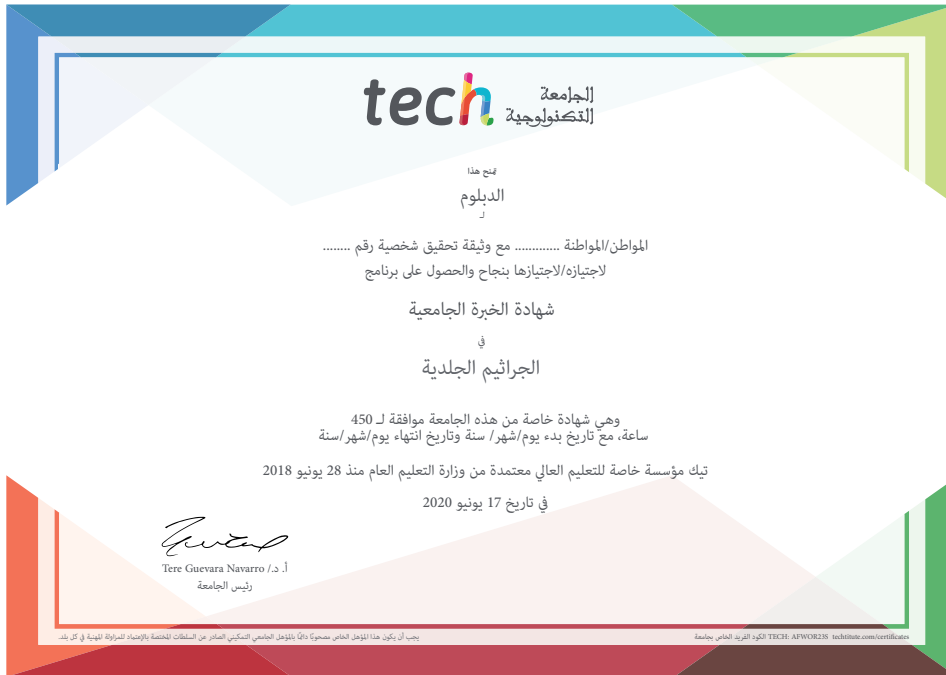 tech الجامعة
التكنولوجية
يمنح هذا
الدبلوم
لـ
المواطن/المواطنة ............ مع وثيقة تحقيق شخصية رقم ........
لاجتيازه/لاجتيازها بنجاح والحصول على برنامج
شهادة الخبرة الجامعية
في
الجراثيم الجلدية
وهي شهادة خاصة من هذه الجامعة موافقة لـ 450
ساعة، مع تاريخ بدء يوم/شهر/ سنة وتاريخ انتهاء يوم/شهر/سنة
تيك مؤسسة خاصة للتعليم العالي معتمدة من وزارة التعليم العام منذ 28 يونيو 2018
في تاريخ 17 يونيو 2020
أ. د./ Tere Guevara Navarro
رئيس الجامعة
يجب أن يكون هذا المؤهل الخاص مصحوبًا دائمًا بالمؤهل الجامعي التمكيني الصادر عن السلطات المختصة بالإعتماد للمزاولة المهنية في كل بلد.
الكود الفريد الخاص بجامعة TECH: AFWOR23S techtitute.com/certificates